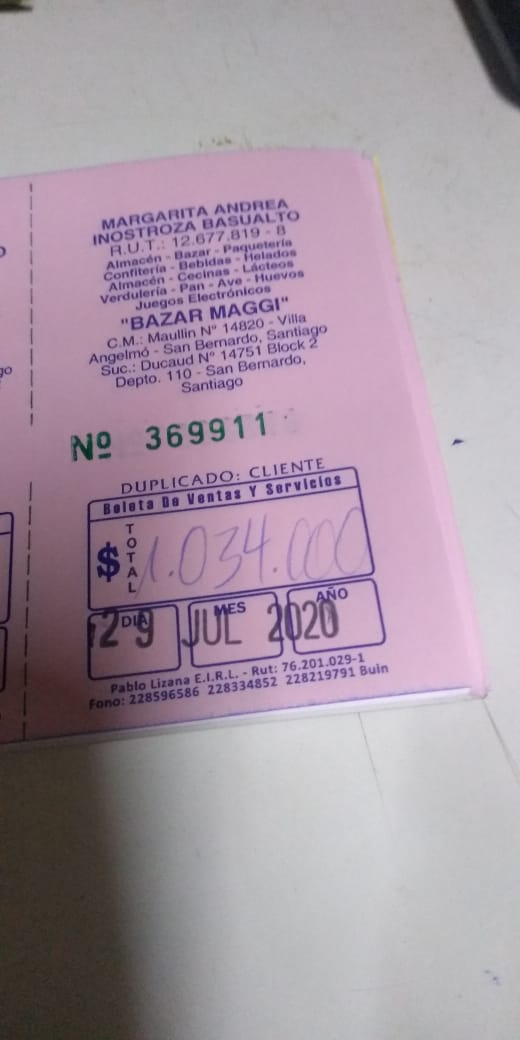 MARGARITA ANDREA
INOSTROZA BASUALTO
R.U.T.: 12.677.819 - 8
Almacén - Bazar - Paquetería
Confitería - Bebidas - Helados
Almacén - Cecinas - Lácteos
Verdulería - Pan - Ave - Huevos
Juegos Electrónicos
"BAZAR MAGGI"
C.M.: Maullin N° 14820 - Villa
Angelmó - San Bernardo, Santiago
Suc.: Ducaud N° 14751 Block 2
Depto. 110 - San Bernardo,
Santiago
Nº 369911
DUPLICADO: CLIENTE
Boleta De Ventas Y Servicios
TOTAL
$ 1.034.000
DIA MES AÑO
29 JUL 2020
Pablo Lizana E.I.R.L. - Rut: 76.201.029-1
Fono: 228596586 228334852 228219791 Buin